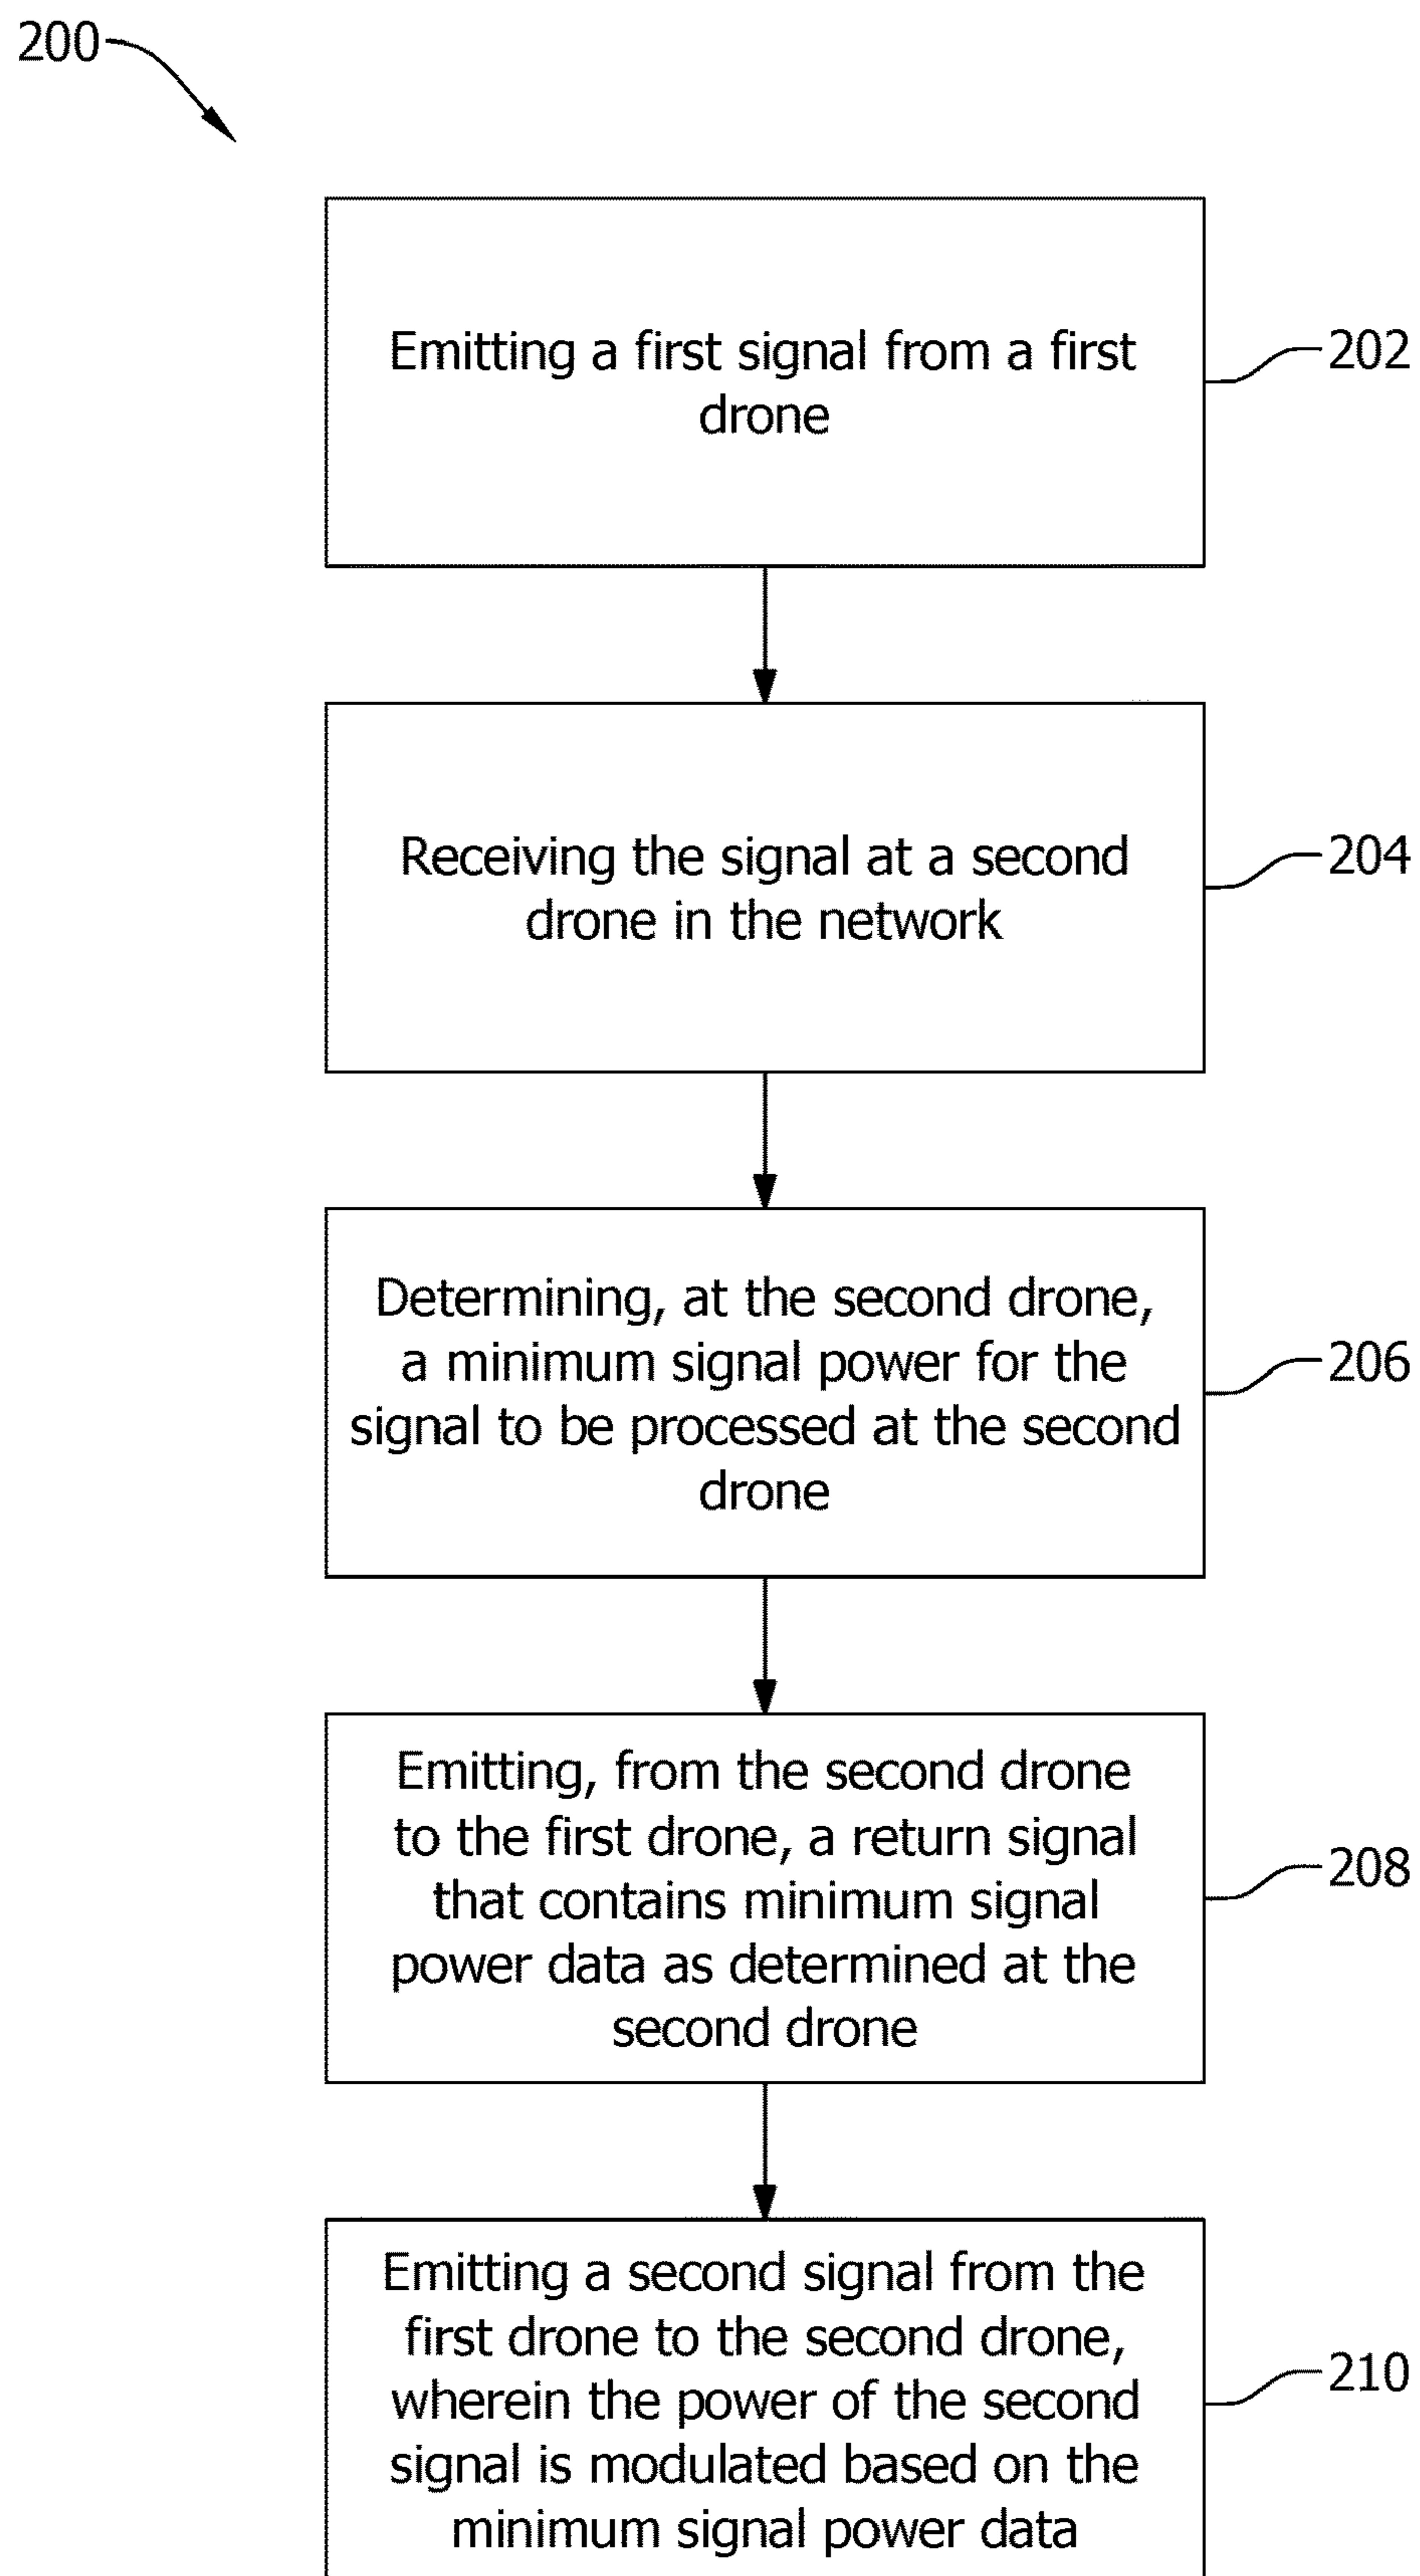 200
Emitting a first signal from a first
drone
202
Receiving the signal at a second
drone in the network
204
Determining, at the second drone,
a minimum signal power for the
signal to be processed at the second
drone
206
Emitting, from the second drone
to the first drone, a return signal
that contains minimum signal
power data as determined at the
second drone
208
Emitting a second signal from the
first drone to the second drone,
wherein the power of the second
signal is modulated based on the
minimum signal power data
210